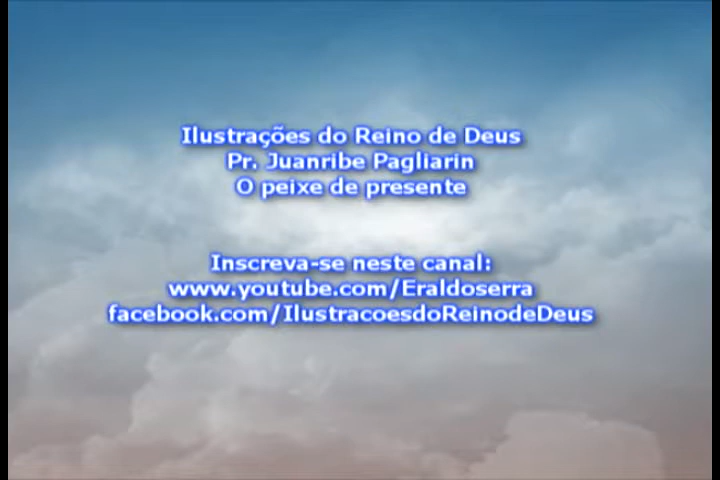 Ilustrações do Reino de Deus
Pr. Juanribe Pagliarin
O peixe de presente
Inscreva-se neste canal:
www.youtube.com/Eraldoserra
facebook.com/IlustracoesdoReinodeDeus